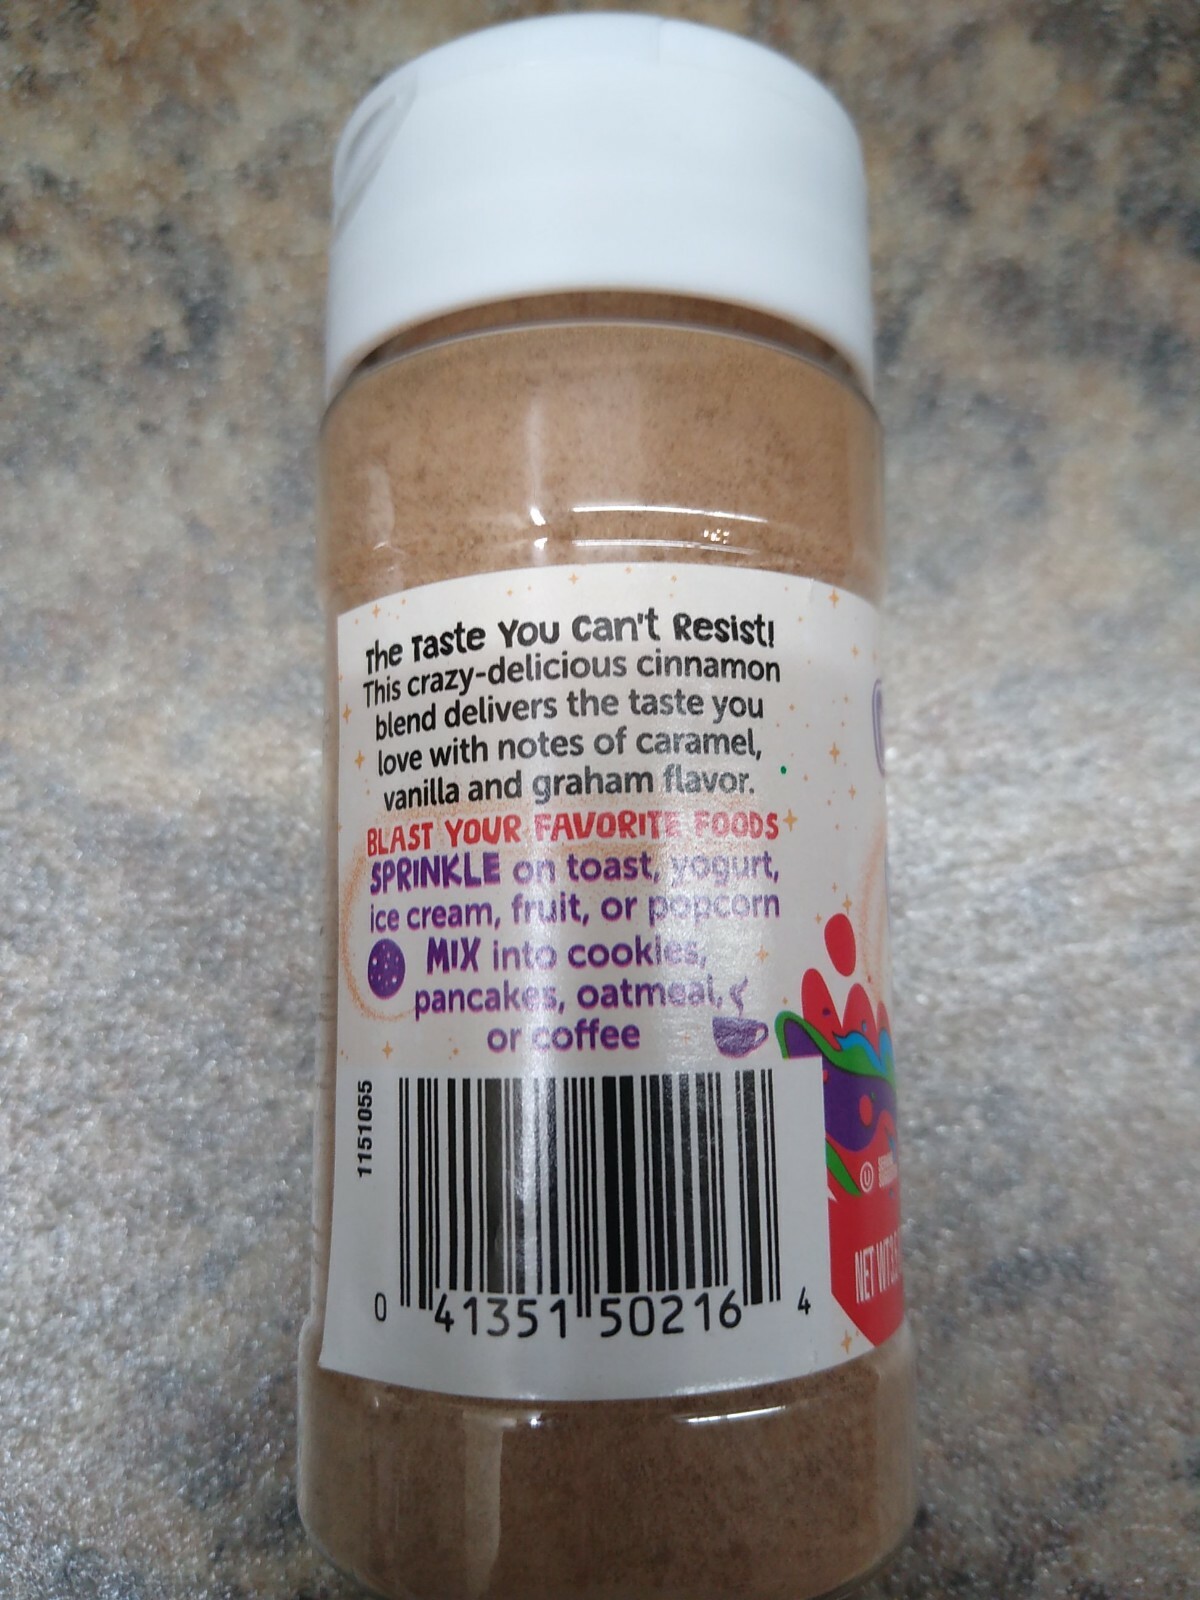 The Taste You Can't Resist!
This crazy-delicious cinnamon
blend delivers the taste you
love with notes of caramel,
vanilla and graham flavor.
BLAST YOUR FAVORITE FOODS
SPRINKLE on toast, yogurt,
ice cream, fruit, or popcorn
MIX into cookies,
pancakes, oatmeal,
or coffee
1151055
0 41351 50216 4
U
NET WT